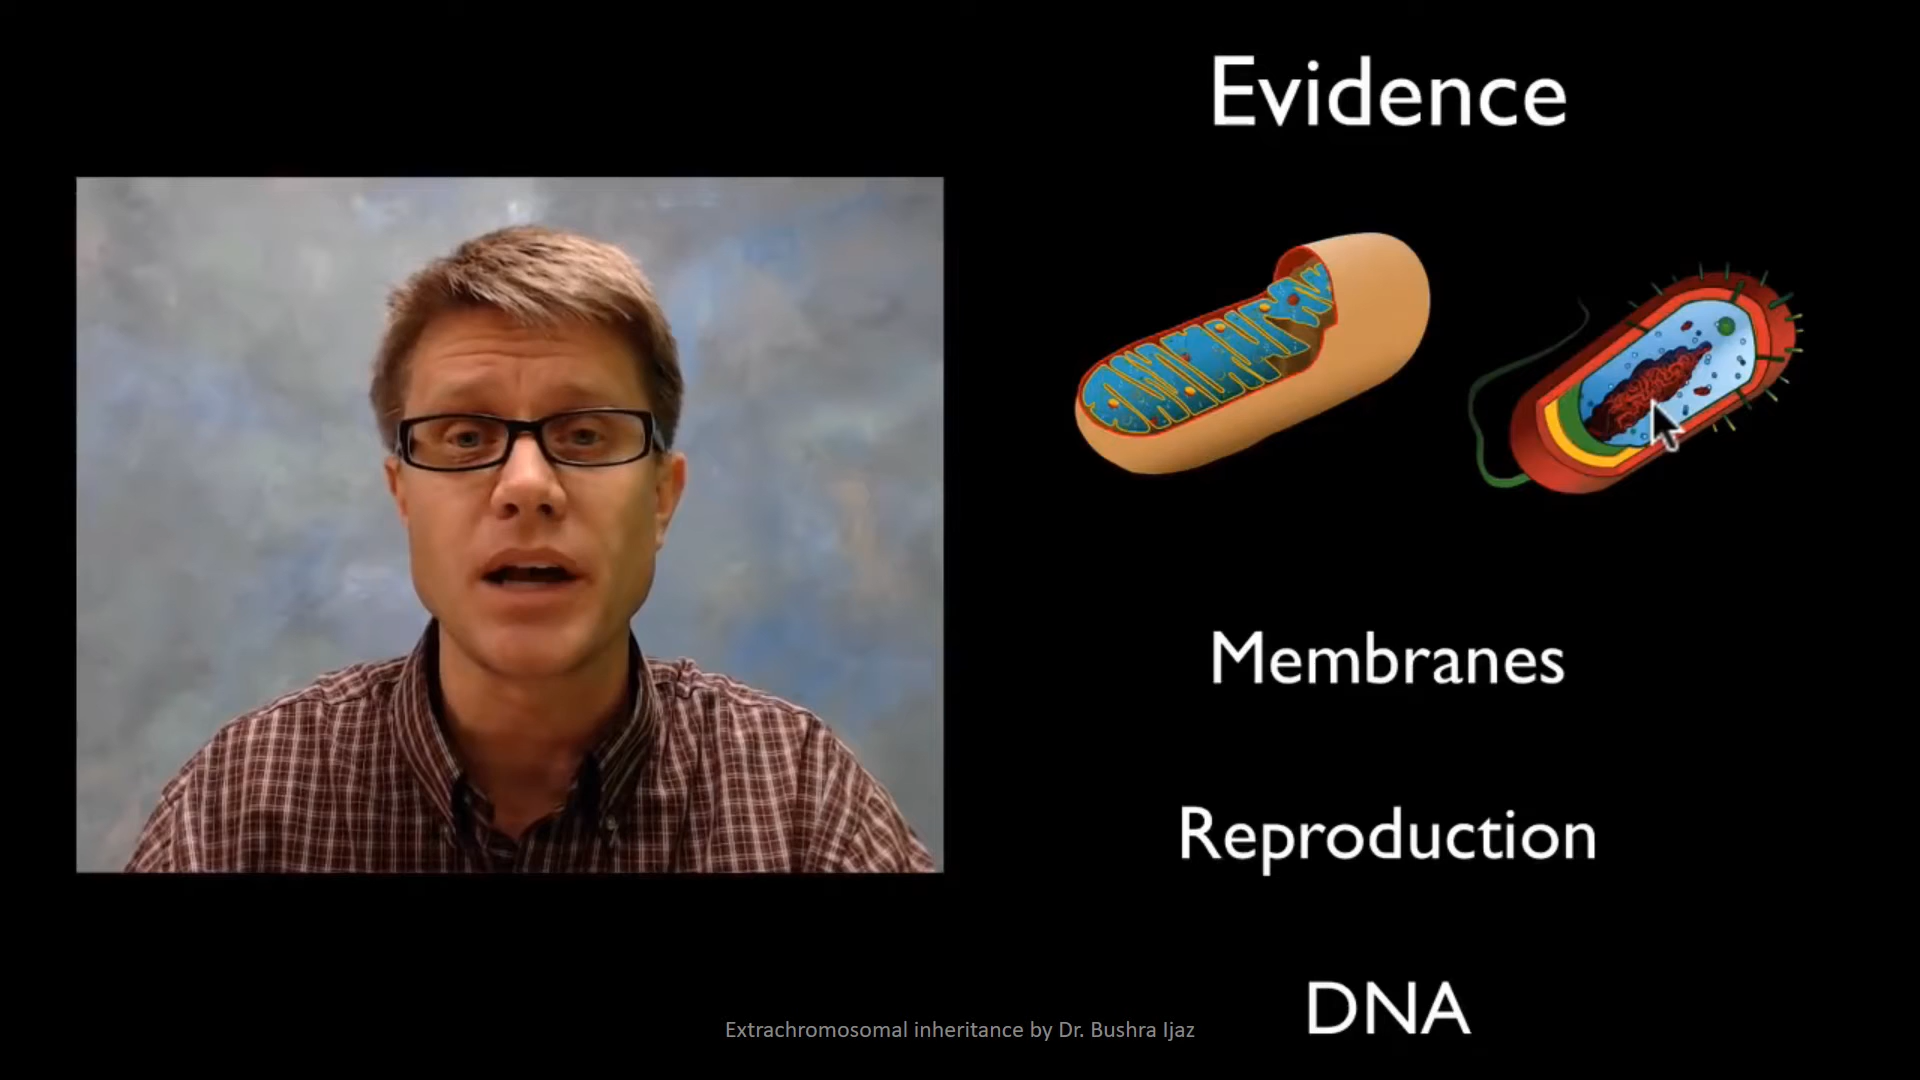 Evidence
Membranes
Reproduction
DNA
Extrachromosomal inheritance by Dr. Bushra Ijaz